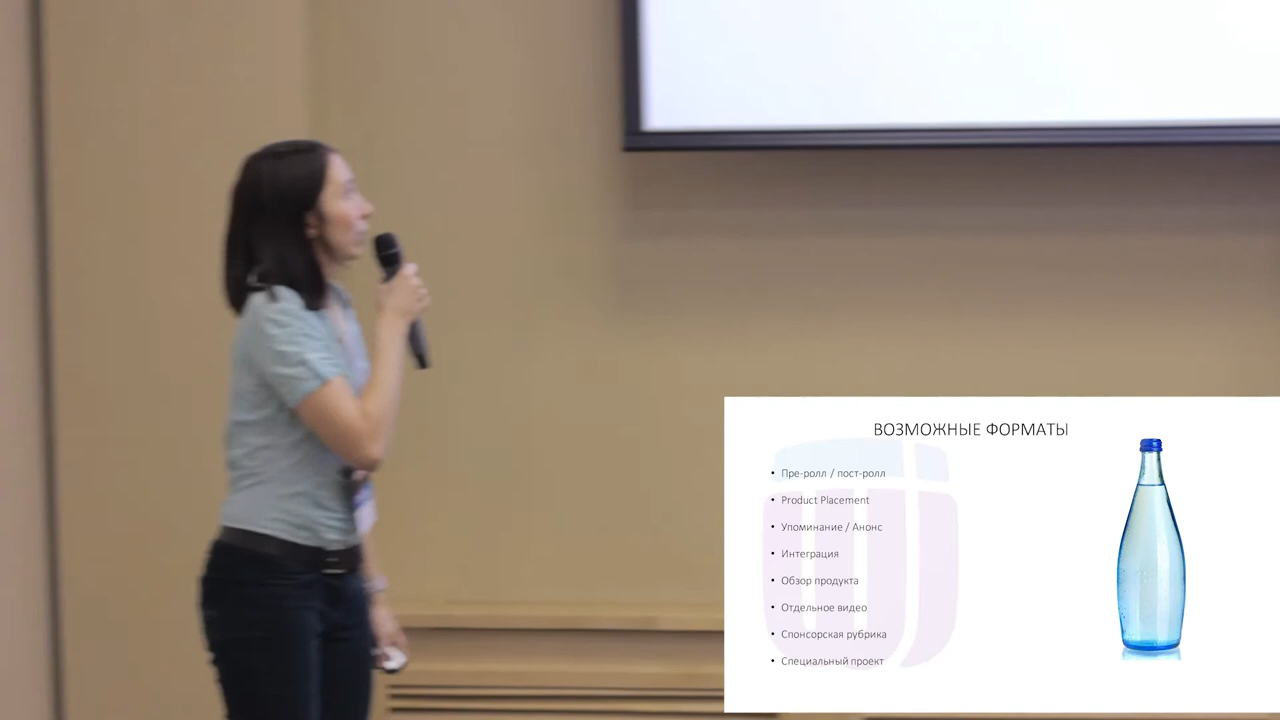 ВОЗМОЖНЫЕ ФОРМАТЫ
• Пре-ролл / пост-ролл
• Product Placement
• Упоминание / Анонс
• Интеграция
• Обзор продукта
• Отдельное видео
• Спонсорская рубрика
• Специальный проект